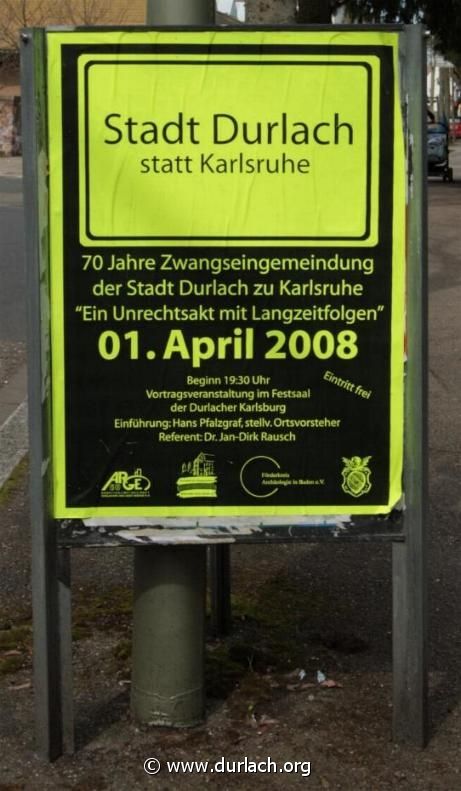 Stadt Durlach
statt Karlsruhe
70 Jahre Zwangseingemeindung
der Stadt Durlach zu Karlsruhe
“Ein Unrechtsakt mit Langzeitfolgen”
01. April 2008
Eintritt frei
Beginn 19:30 Uhr
Vortragsveranstaltung im Festsaal
der Durlacher Karlsburg
Einführung: Hans Pfalzgraf, stellv. Ortsvorsteher
Referent: Dr. Jan-Dirk Rausch
ARGE
Förderkreis
Archäologie in Baden e.V.
© www.durlach.org